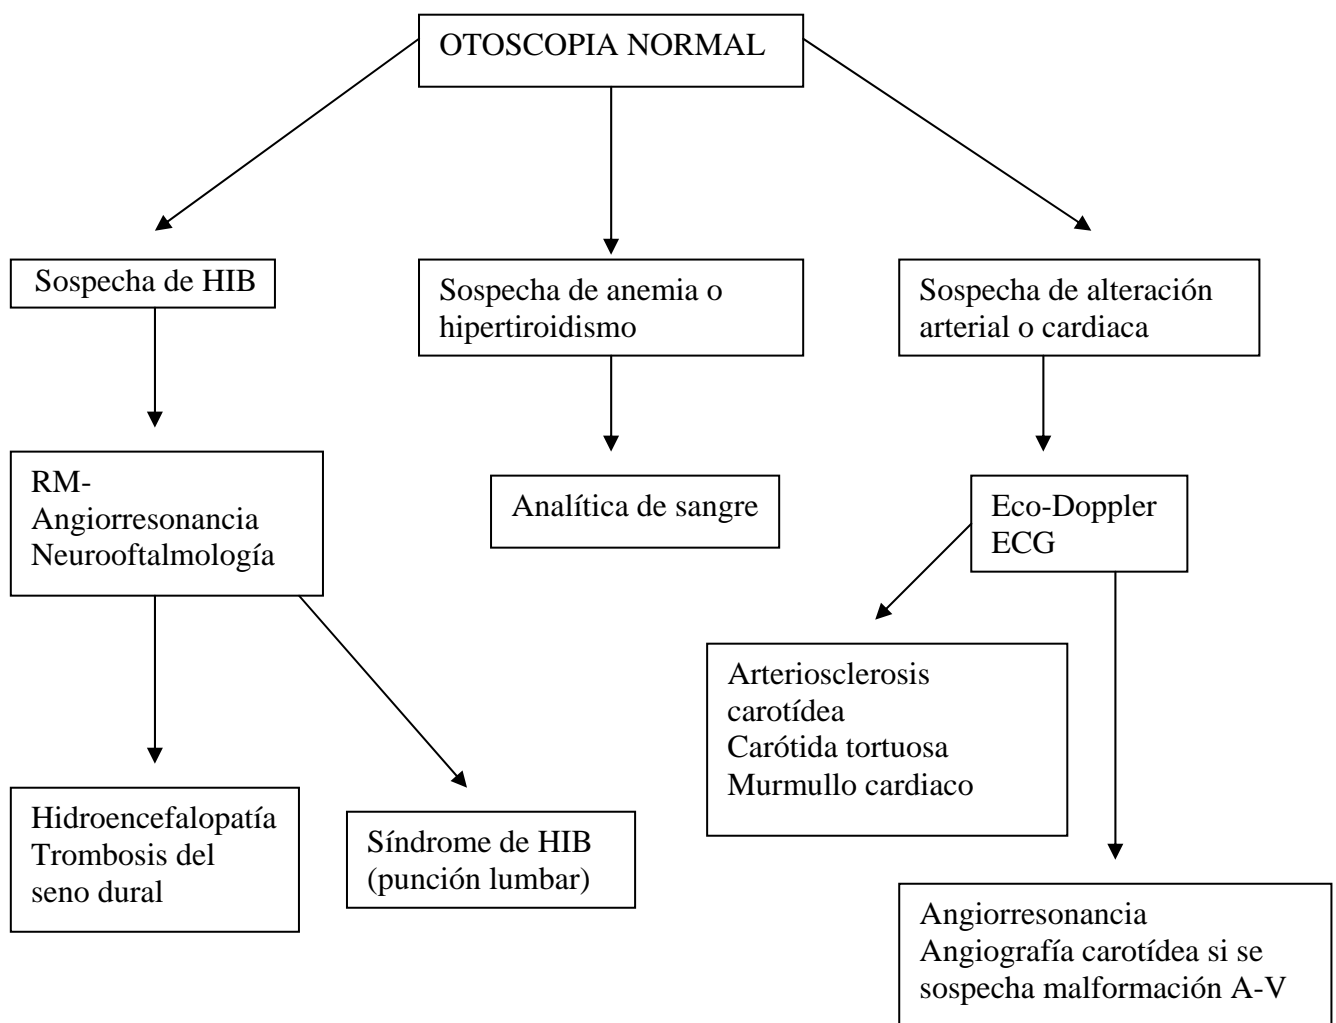 OTOSCOPIA NORMAL
Sospecha de HIB
Sospecha de anemia o
hipertiroidismo
Sospecha de alteración
arterial o cardiaca
RM-
Angiorresonancia
Neurooftalmología
Analítica de sangre
Eco-Doppler
ECG
Arteriosclerosis
carotídea
Carótida tortuosa
Murmullo cardiaco
Hidroencefalopatía
Trombosis del
seno dural
Síndrome de HIB
(punción lumbar)
Angiorresonancia
Angiografía carotídea si se
sospecha malformación A-V